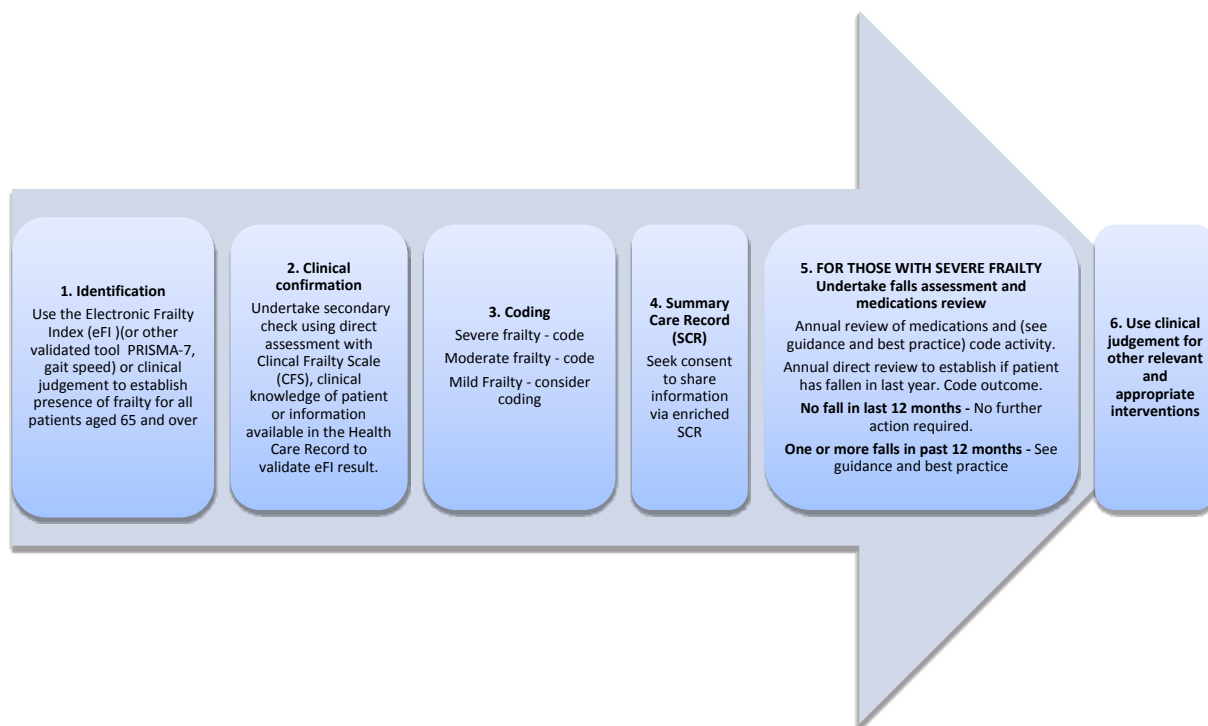 1. Identification
Use the Electronic Frailty
Index (eFI )(or other
validated tool  PRISMA-7,
gait speed) or clinical
judgement to establish
presence of frailty for all
patients aged 65 and over
2. Clinical
confirmation
Undertake secondary
check using direct
assessment with
Clincal Frailty Scale
(CFS), clinical
knowledge of patient
or information
available in the Health
Care Record to
validate eFI result.
3. Coding
Severe frailty - code
Moderate frailty - code
Mild Frailty - consider
coding
4. Summary
Care Record
(SCR)
Seek consent
to share
information
via enriched
SCR
5. FOR THOSE WITH SEVERE FRAILTY
Undertake falls assessment and
medications review
Annual review of medications and (see
guidance and best practice) code activity.
Annual direct review to establish if patient
has fallen in last year. Code outcome.
No fall in last 12 months - No further
action required.
One or more falls in past 12 months - See
guidance and best practice
6. Use clinical
judgement for
other relevant
and
appropriate
interventions